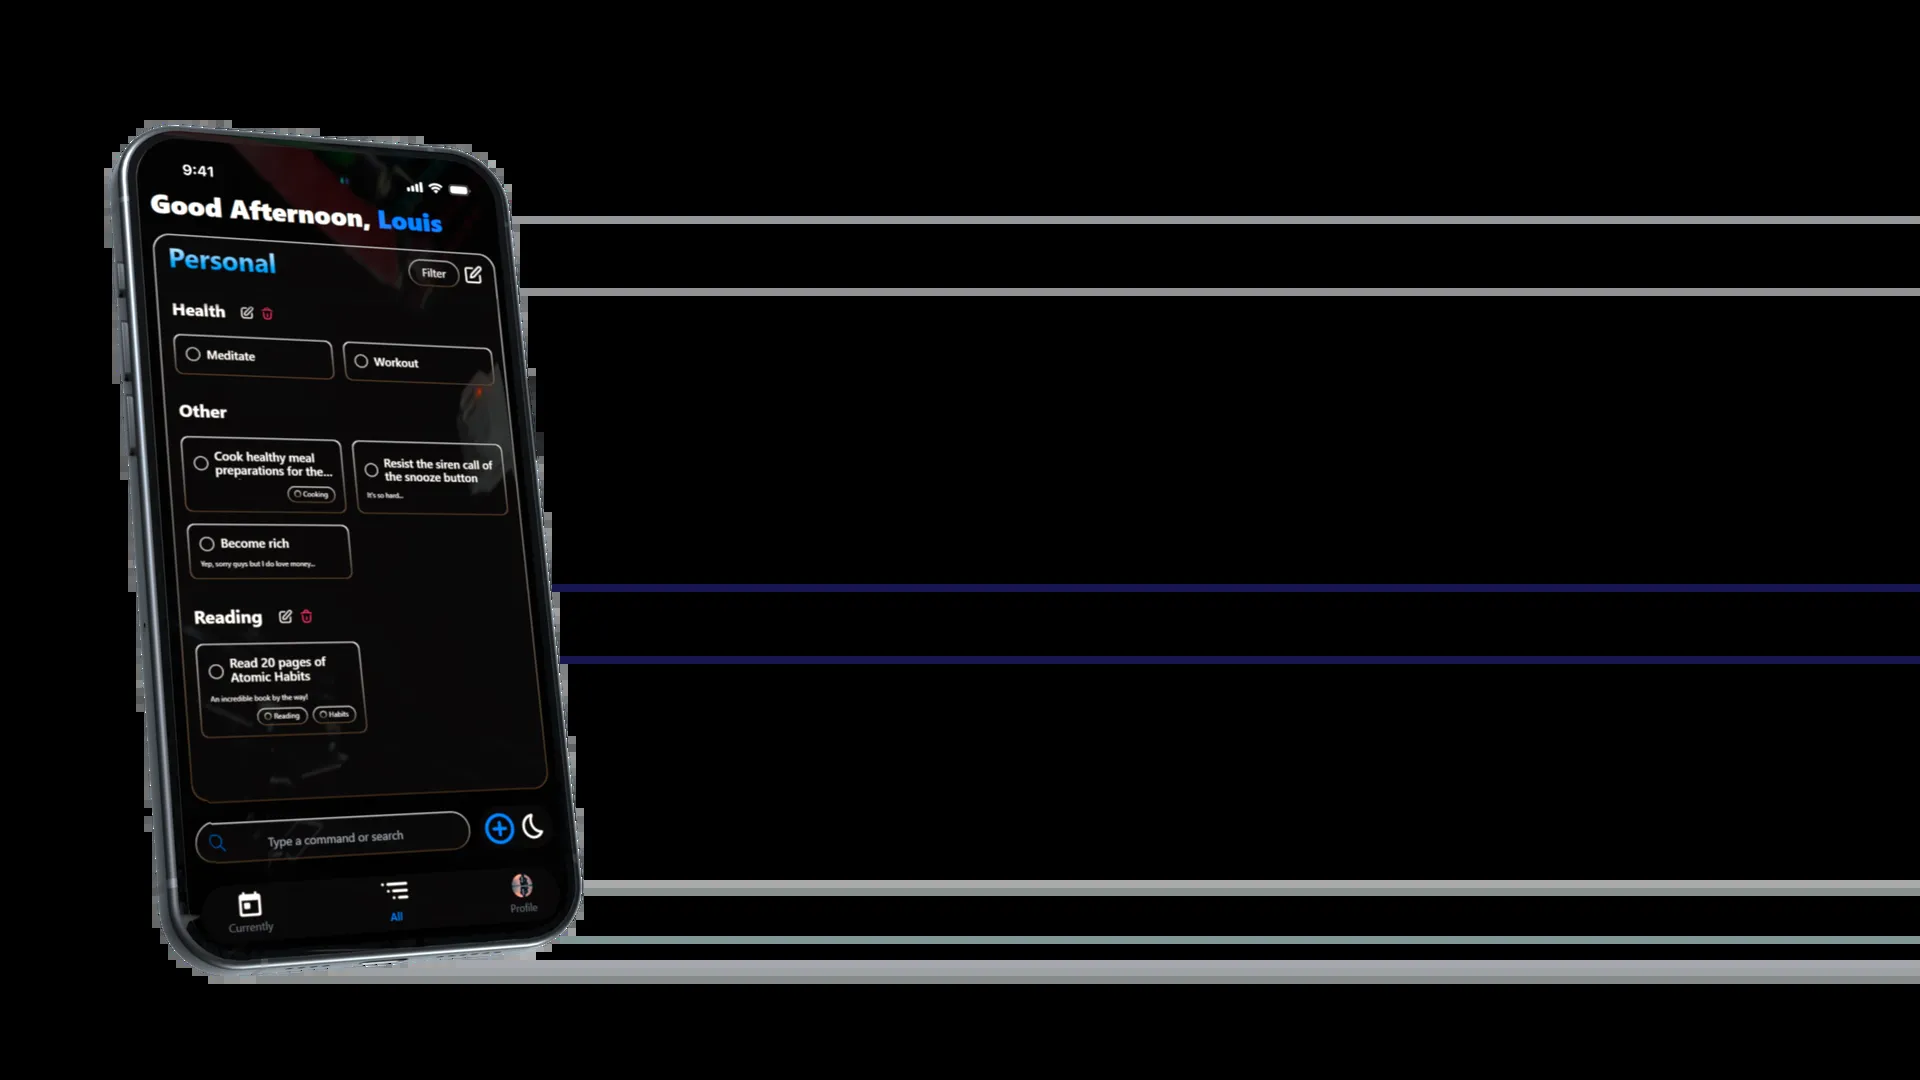 9:41
Good Afternoon, Louis
Personal
Filter
Health
Meditate
Workout
Other
Cook healthy meal
preparations for the...
Cooking
Resist the siren call of
the snooze button
It's so hard...
Become rich
Yep, sorry guys but I do love money...
Reading
Read 20 pages of
Atomic Habits
An incredible book by the way!
Reading
Habits
Type a command or search
Currently
All
Profile